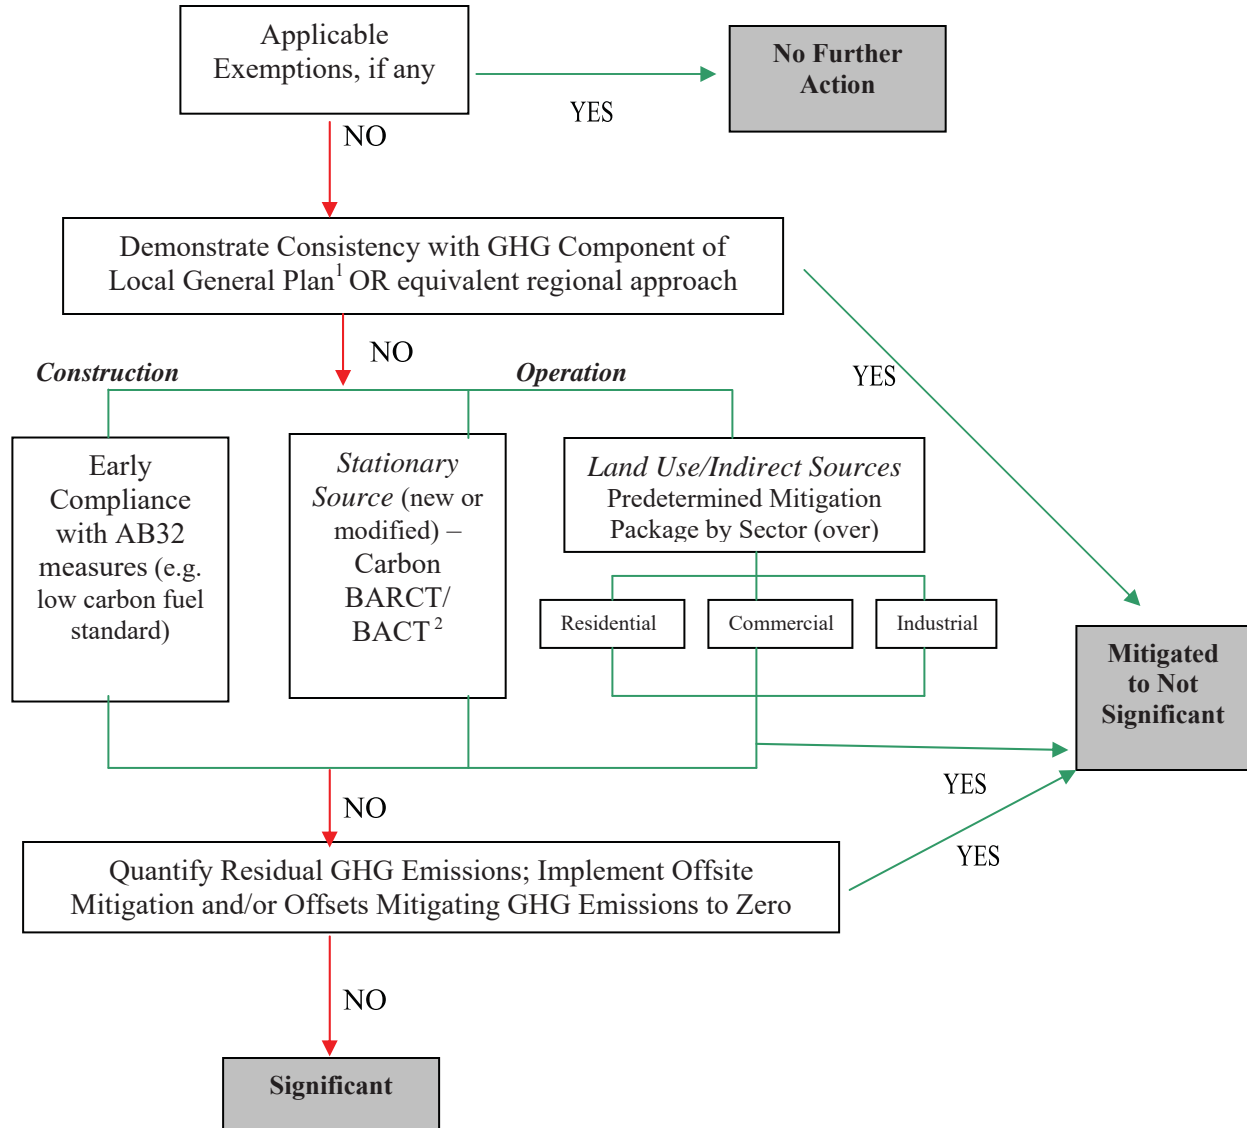 Applicable
Exemptions, if any
YES
No Further
Action
NO
Demonstrate Consistency with GHG Component of
Local General Plan¹ OR equivalent regional approach
YES
NO
Construction
Operation
Early
Compliance
with AB32
measures (e.g.
low carbon fuel
standard)
Stationary
Source (new or
modified) –
Carbon
BARCT/
BACT²
Land Use/Indirect Sources
Predetermined Mitigation
Package by Sector (over)
Residential
Commercial
Industrial
Mitigated
to Not
Significant
YES
NO
YES
Quantify Residual GHG Emissions; Implement Offsite
Mitigation and/or Offsets Mitigating GHG Emissions to Zero
NO
Significant